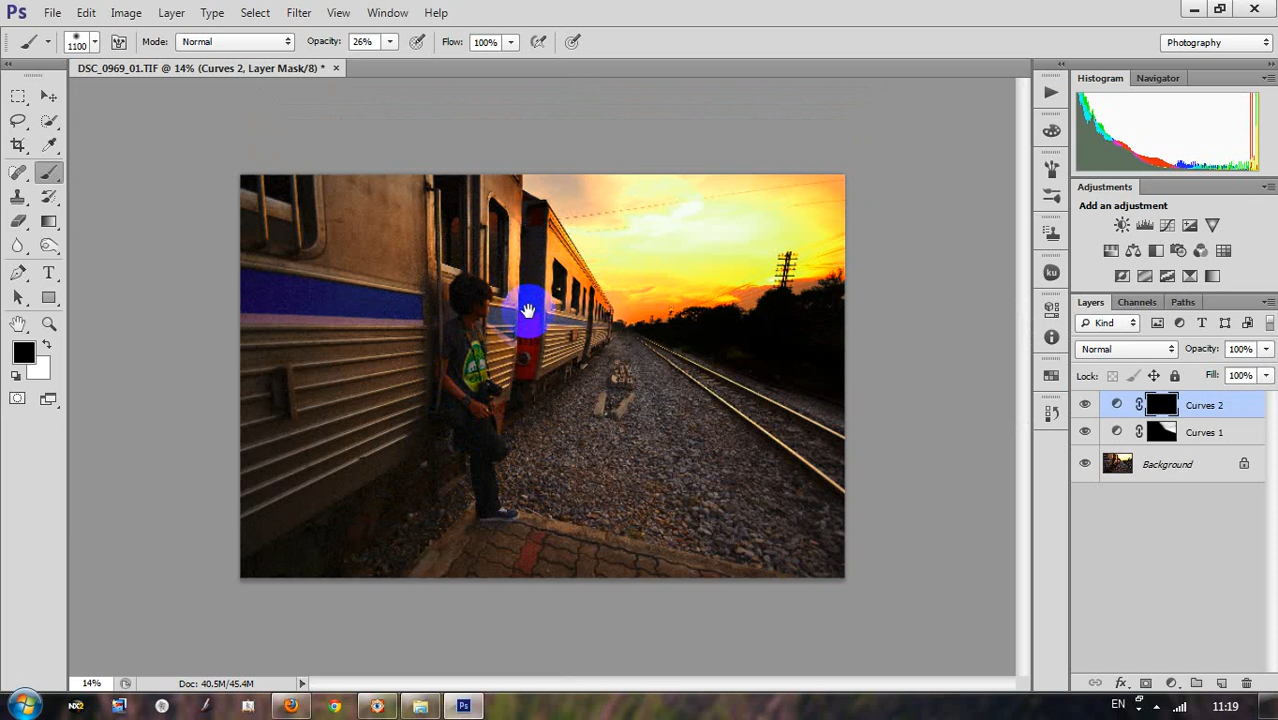 Ps File Edit Image Layer Type Select Filter View Window Help
1100 Mode: Normal Opacity: 26% Flow: 100% Photography
DSC_0969_01.TIF @ 14% (Curves 2, Layer Mask/8) * ×
Histogram Navigator
Adjustments
Add an adjustment
Layers Channels Paths
Kind
Normal Opacity: 100%
Lock: Fill: 100%
Curves 2
Curves 1
Background
14% Doc: 40.5M/45.4M
NX2 Ps EN 11:19